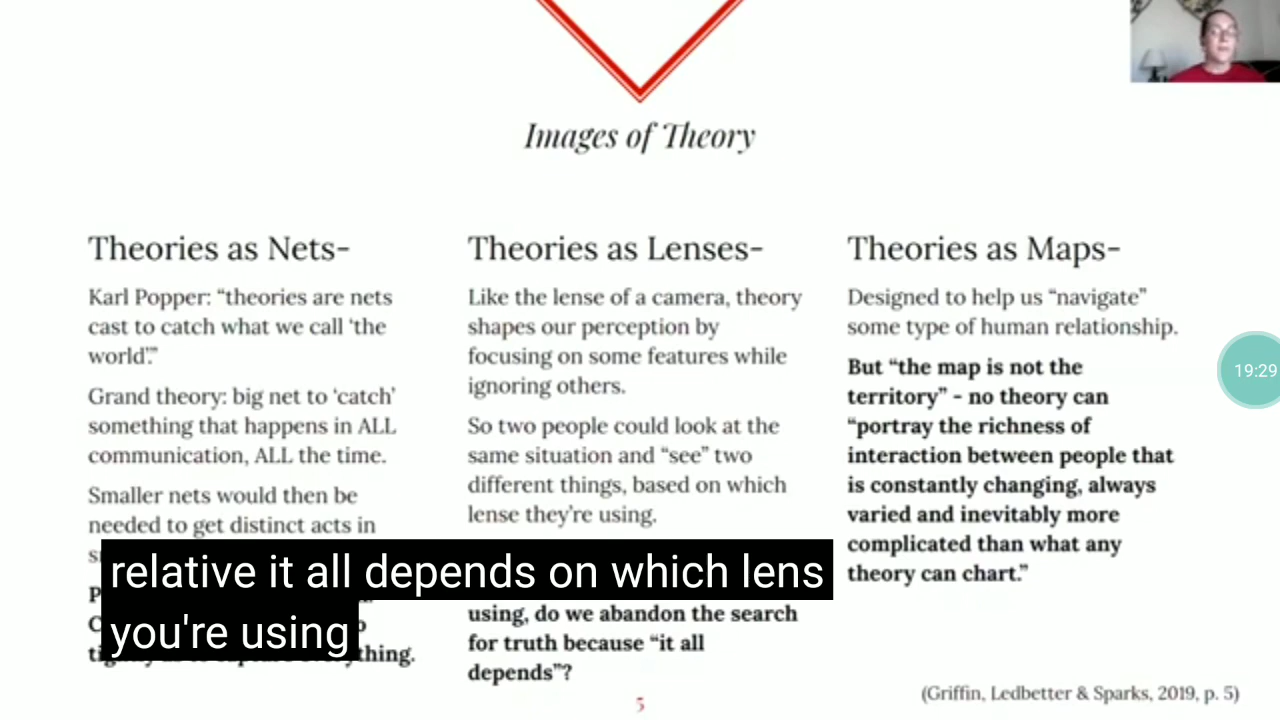 Images of Theory
Theories as Nets-
Karl Popper: “theories are nets
cast to catch what we call ‘the
world’.”
Grand theory: big net to ‘catch’
something that happens in ALL
communication, ALL the time.
Smaller nets would then be
needed to get distinct acts in
Theories as Lenses-
Like the lense of a camera, theory
shapes our perception by
focusing on some features while
ignoring others.
So two people could look at the
same situation and “see” two
different things, based on which
lense they’re using.
using, do we abandon the search
for truth because “it all
depends”?
Theories as Maps-
Designed to help us “navigate”
some type of human relationship.
But “the map is not the
territory” - no theory can
“portray the richness of
interaction between people that
is constantly changing, always
varied and inevitably more
complicated than what any
theory can chart.”
relative it all depends on which lens
you're using
19:29
5
(Griffin, Ledbetter & Sparks, 2019, p. 5)